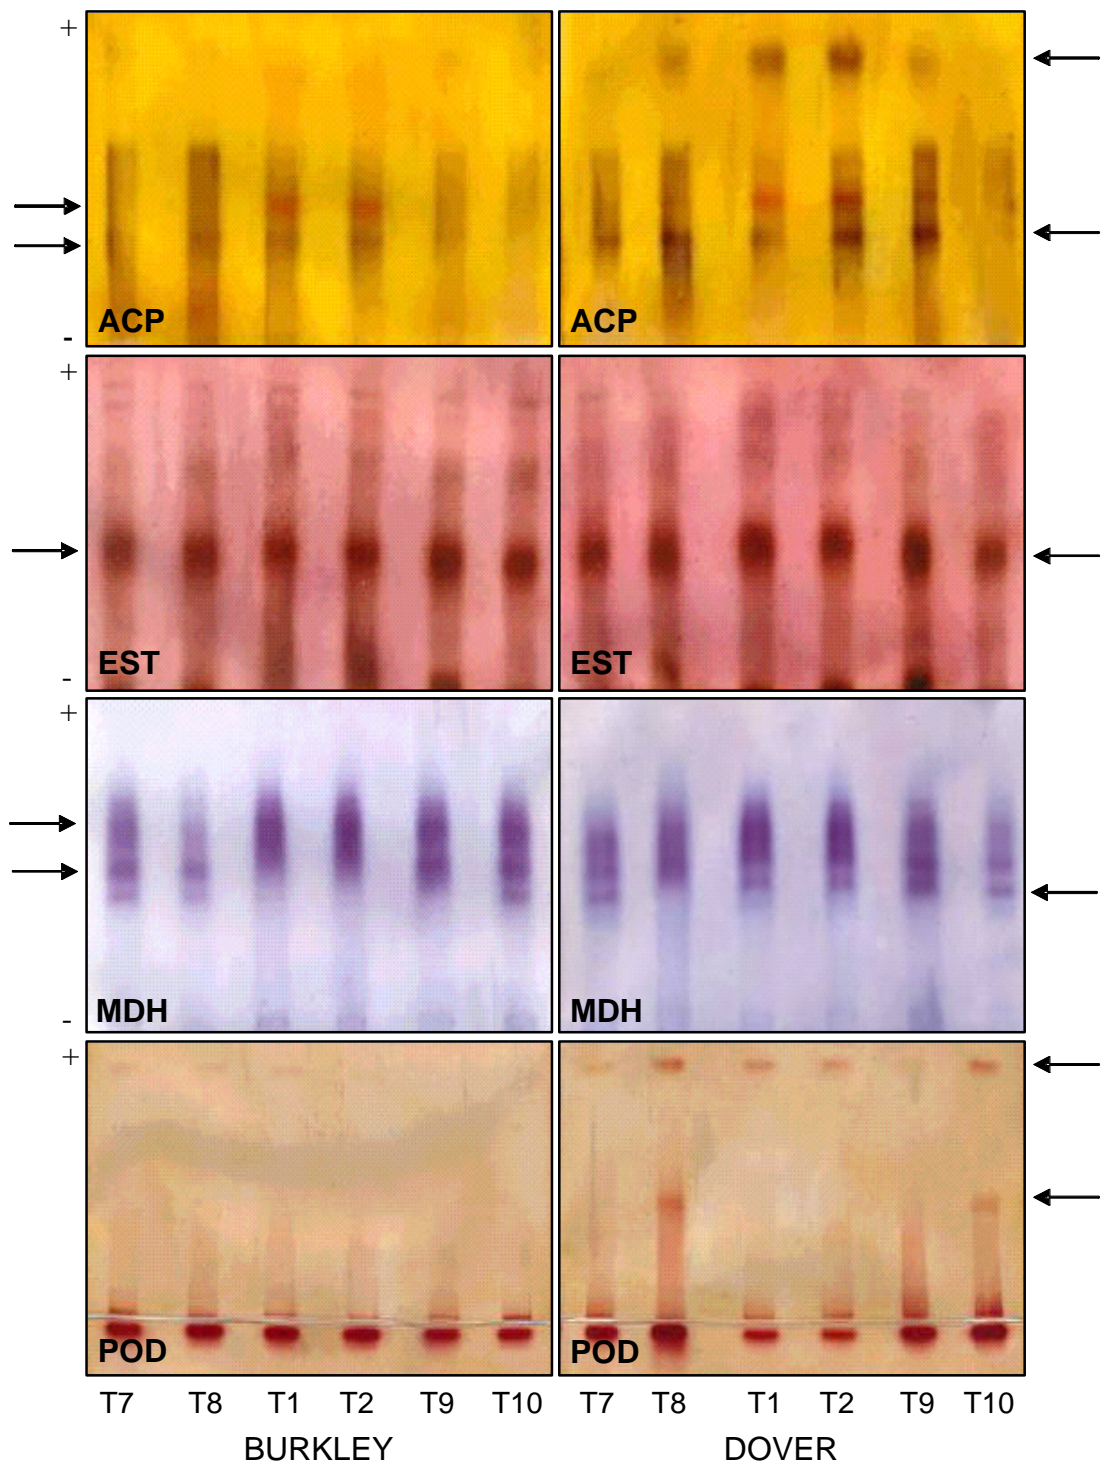 +
ACP ACP
-
+
EST EST
-
+
MDH MDH
-
+
POD POD
T7 T8 T1 T2 T9 T10 T7 T8 T1 T2 T9 T10
BURKLEY DOVER